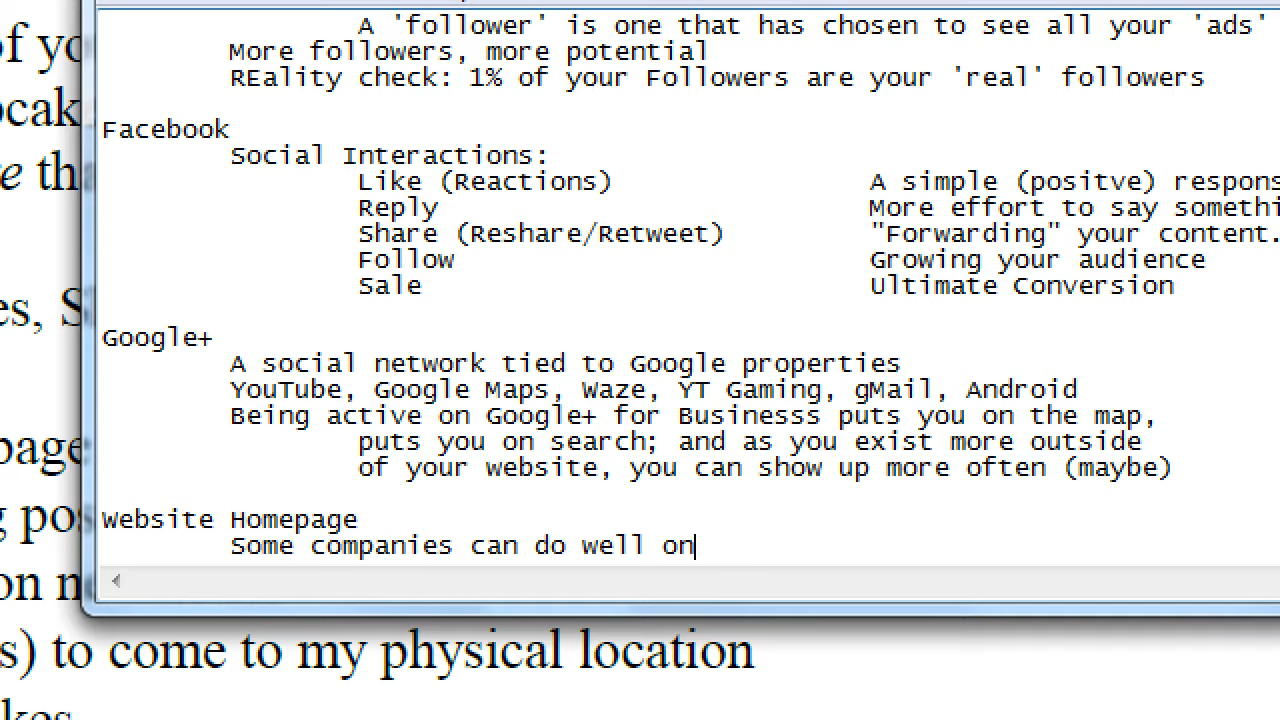 A 'follower' is one that has chosen to see all your 'ads'
More followers, more potential
REality check: 1% of your Followers are your 'real' followers
Facebook
Social Interactions:
Like (Reactions) A simple (positve)
Reply More effort to say
Share (Reshare/Retweet) "Forwarding" your content.
Follow Growing your audience
Sale Ultimate Conversion
Google+
A social network tied to Google properties
YouTube, Google Maps, Waze, YT Gaming, gMail, Android
Being active on Google+ for Businesss puts you on the map,
puts you on search; and as you exist more outside
of your website, you can show up more often (maybe)
Website Homepage
Some companies can do well on
of
es,
page
on
to come to my physical location